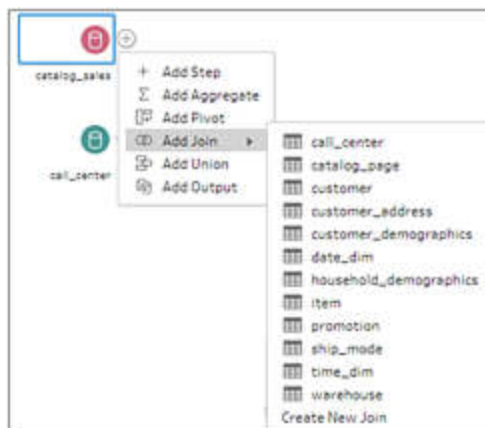 catalog_sales
call_center
Add Step
Add Aggregate
Add Pivot
Add Join
Add Union
Add Output
call_center
catalog_page
customer
customer_address
customer_demographics
date_dim
household_demographics
item
promotion
ship_mode
time_dim
warehouse
Create New Join